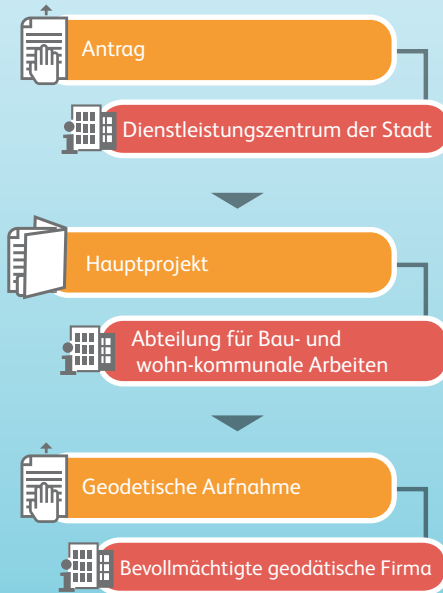 Antrag
Dienstleistungszentrum der Stadt
Hauptprojekt
Abteilung für Bau- und
wohn-kommunale Arbeiten
Geodetische Aufnahme
Bevollmächtigte geodätische Firma